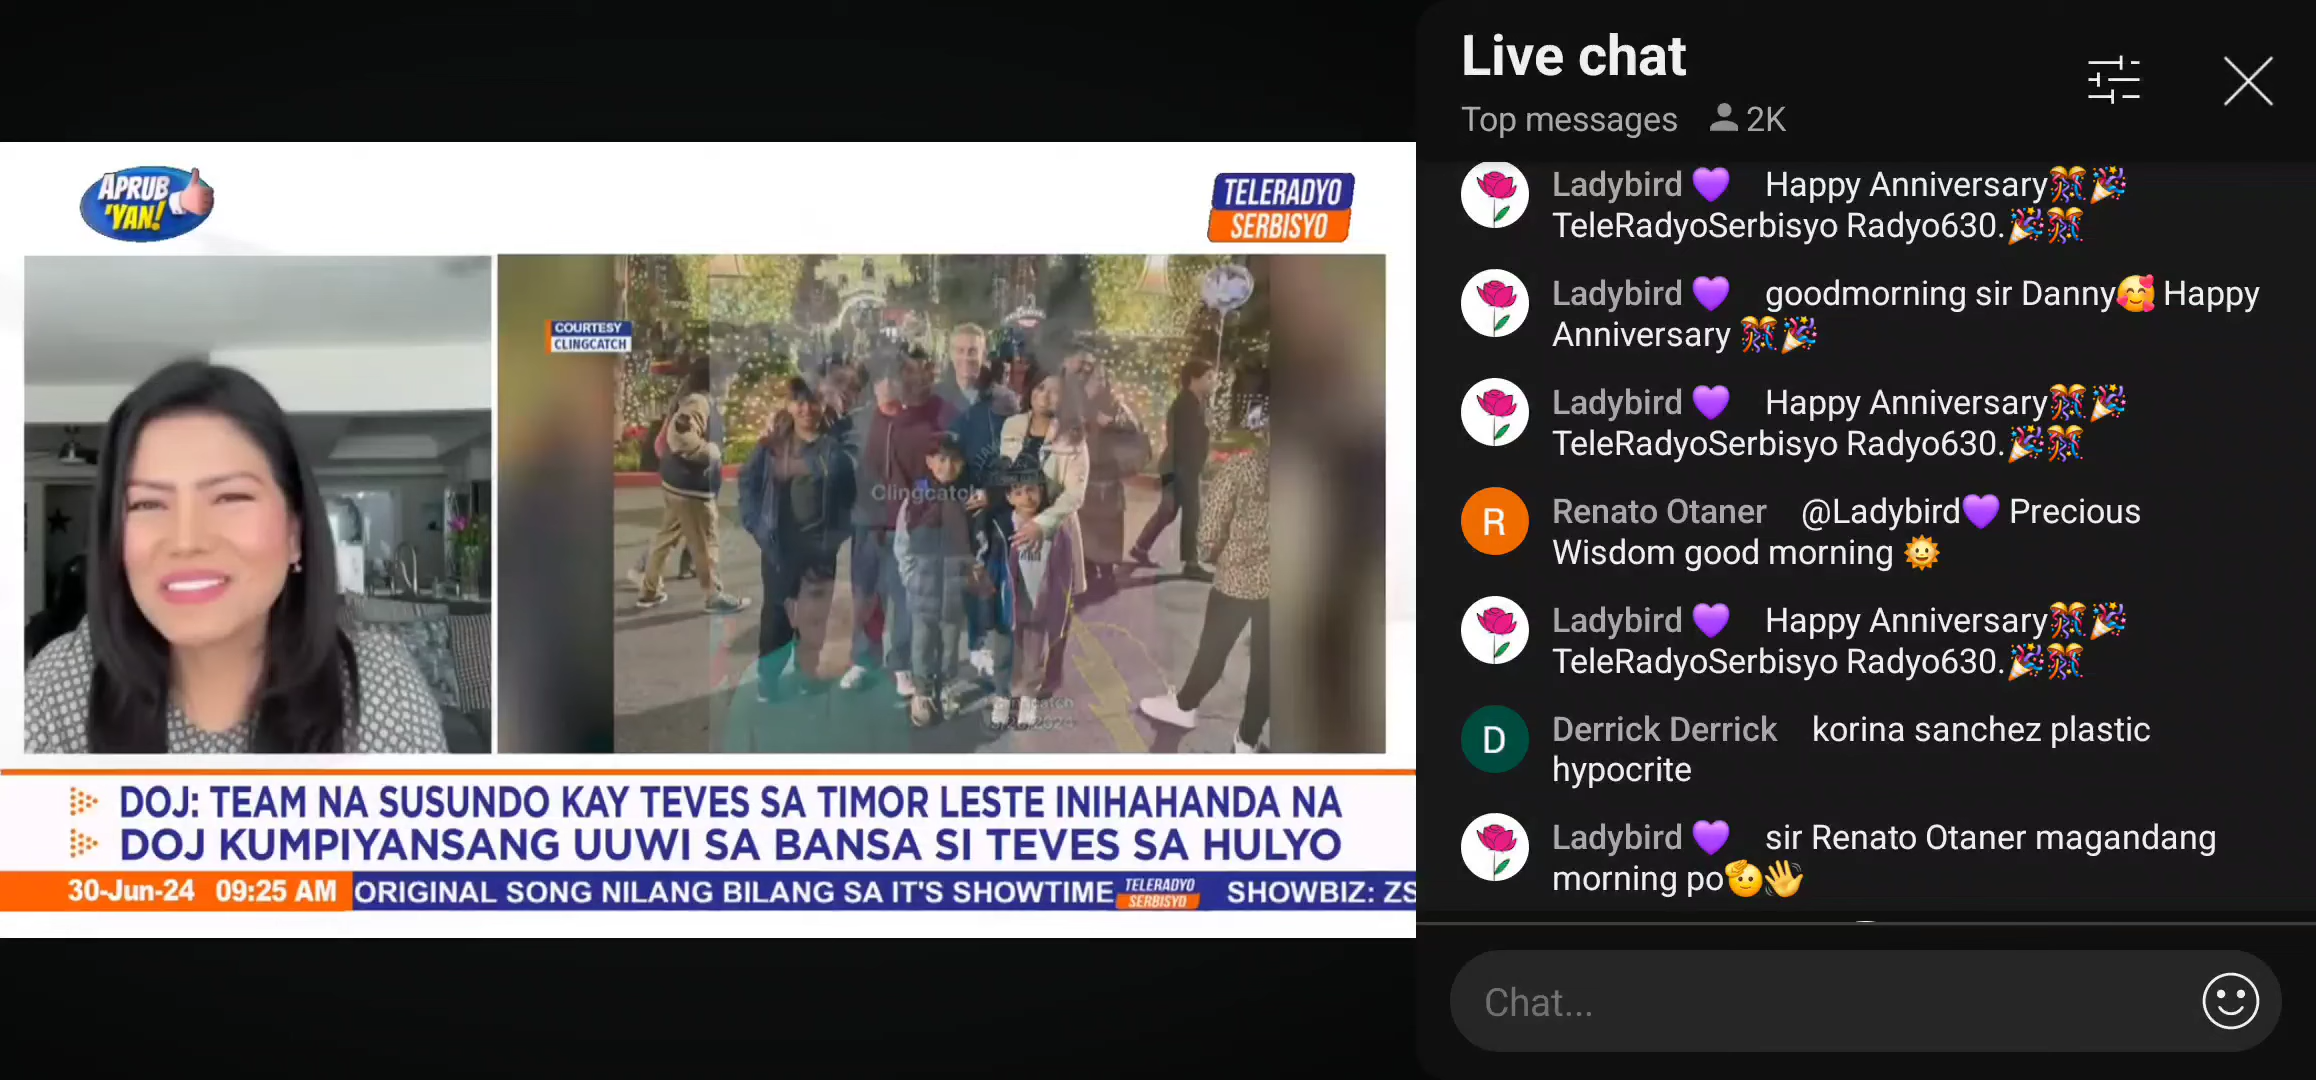 APRUB
'YAN!
TELERADYO
SERBISYO
COURTESY
CLINGCATCH
Clingcatch
DOJ: TEAM NA SUSUNDO KAY TEVES SA TIMOR LESTE INIHAHANDA NA
DOJ KUMPIYANSANG UUWI SA BANSA SI TEVES SA HULYO
30-Jun-24 09:25 AM ORIGINAL SONG NILANG BILANG SA IT'S SHOWTIME TELERADYO SERBISYO SHOWBIZ: ZS
Live chat
Top messages 2K
Ladybird 💜 Happy Anniversary🎊🎉
TeleRadyoSerbisyo Radyo630.🎉🎊
Ladybird 💜 goodmorning sir Danny🥰 Happy
Anniversary 🎊🎉
Ladybird 💜 Happy Anniversary🎊🎉
TeleRadyoSerbisyo Radyo630.🎉🎊
R Renato Otaner @Ladybird💜 Precious
Wisdom good morning 🌞
Ladybird 💜 Happy Anniversary🎊🎉
TeleRadyoSerbisyo Radyo630.🎉🎊
D Derrick Derrick korina sanchez plastic
hypocrite
Ladybird 💜 sir Renato Otaner magandang
morning po🫡👋
Chat...